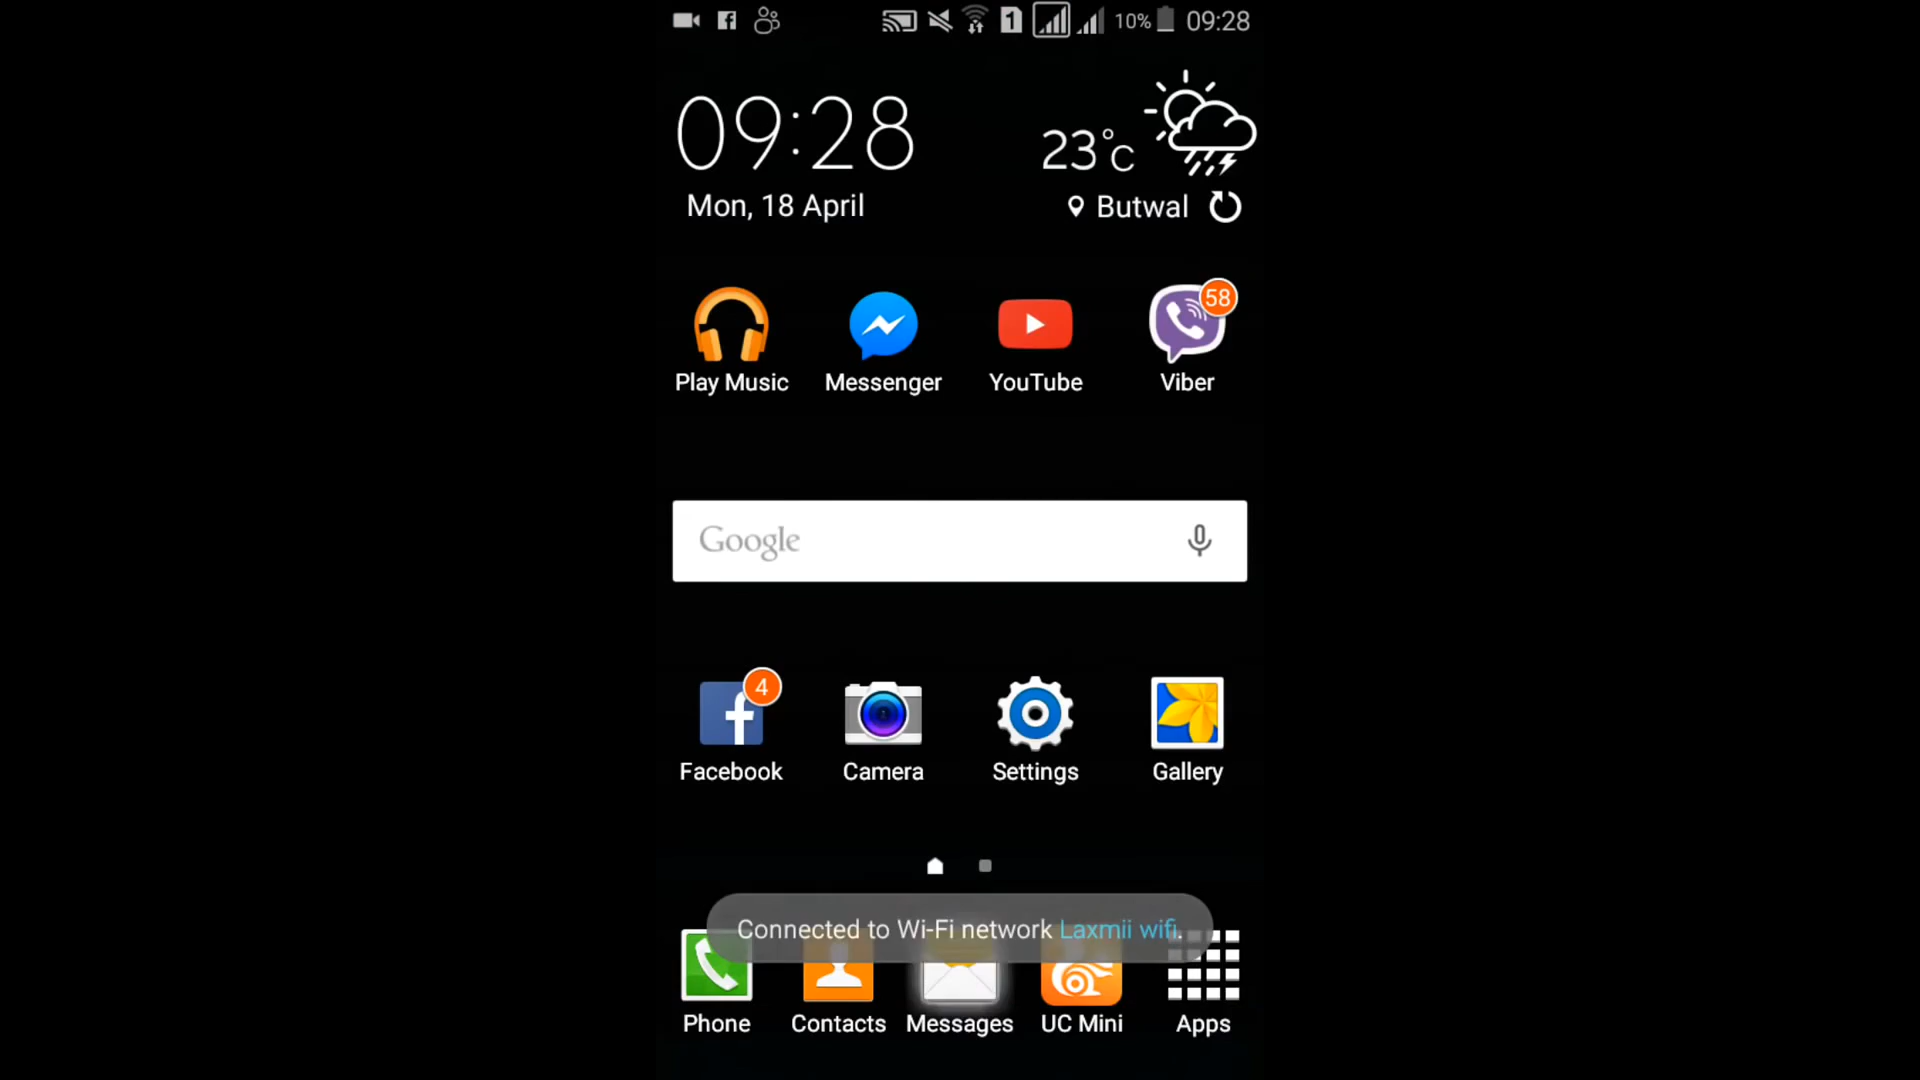 1 10% 09:28
09:28
23°C
Mon, 18 April
Butwal
58
Play Music Messenger YouTube Viber
Google
4
Facebook Camera Settings Gallery
Connected to Wi-Fi network Laxmii wifi.
Phone Contacts Messages UC Mini Apps